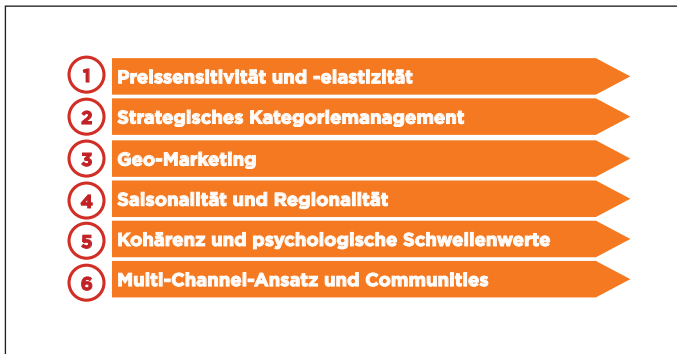 1 Preissensitivität und -elastizität
2 Strategisches Kategoriemanagement
3 Geo-Marketing
4 Saisonalität und Regionalität
5 Kohärenz und psychologische Schwellenwerte
6 Multi-Channel-Ansatz und Communities